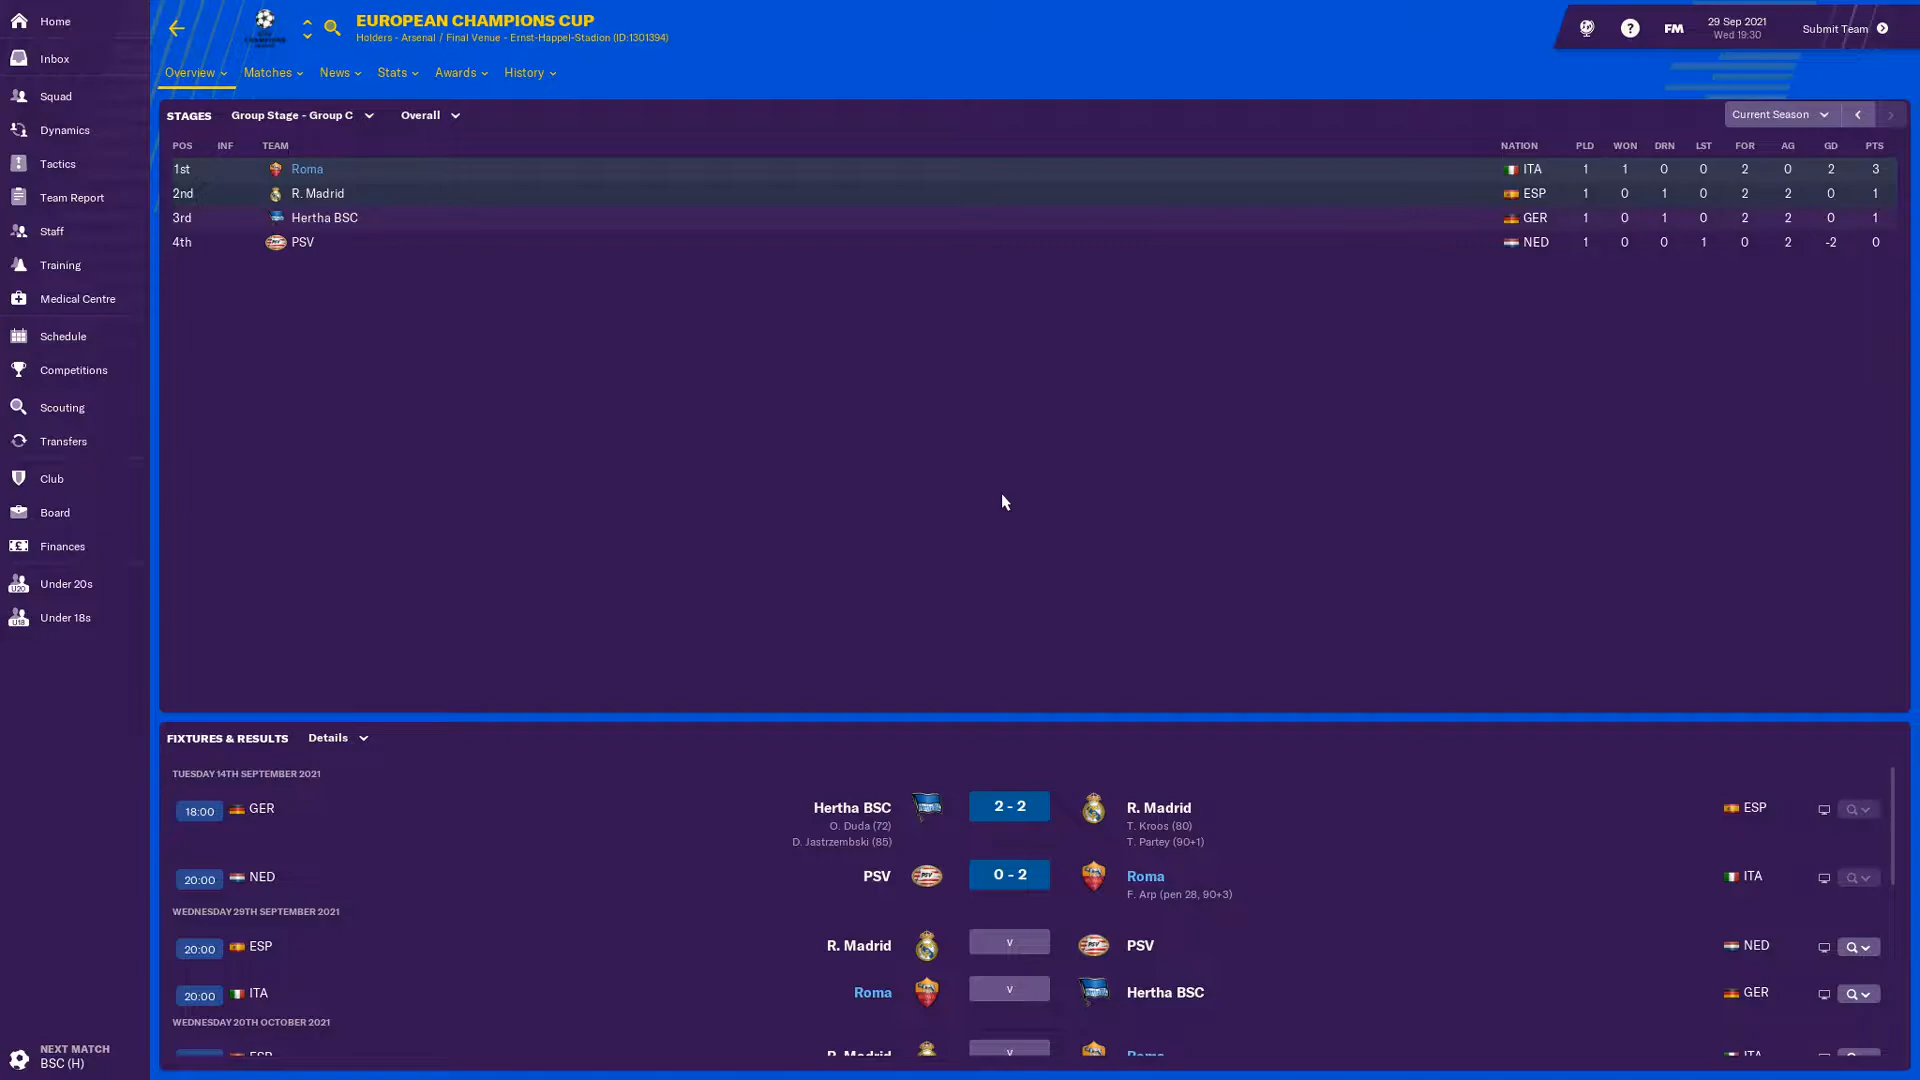 Home
Inbox
Squad
Dynamics
Tactics
Team Report
Staff
Training
Medical Centre
Schedule
Competitions
Scouting
Transfers
Club
Board
Finances
Under 20s
Under 18s
NEXT MATCH
BSC (H)
EUROPEAN CHAMPIONS CUP
Holders - Arsenal / Final Venue - Ernst-Happel-Stadion (ID:1301394)
? FM 29 Sep 2021 Submit Team
Wed 19:30
Overview Matches News Stats Awards History
STAGES Group Stage - Group C Overall Current Season
POS INF TEAM NATION PLD WON DRN LST FOR AG GD PTS
1st Roma ITA 1 1 0 0 2 0 2 3
2nd R. Madrid ESP 1 0 1 0 2 2 0 1
3rd Hertha BSC GER 1 0 1 0 2 2 0 1
4th PSV NED 1 0 0 1 0 2 -2 0
FIXTURES & RESULTS Details
TUESDAY 14TH SEPTEMBER 2021
18:00 GER Hertha BSC 2 - 2 R. Madrid ESP
O. Duda (72) T. Kroos (80)
D. Jastrzembski (85) T. Partey (90+1)
20:00 NED PSV 0 - 2 Roma ITA
F. Arp (pen 28, 90+3)
WEDNESDAY 29TH SEPTEMBER 2021
20:00 ESP R. Madrid v PSV NED
20:00 ITA Roma v Hertha BSC GER
WEDNESDAY 20TH OCTOBER 2021
ESP R. Madrid v Roma ITA